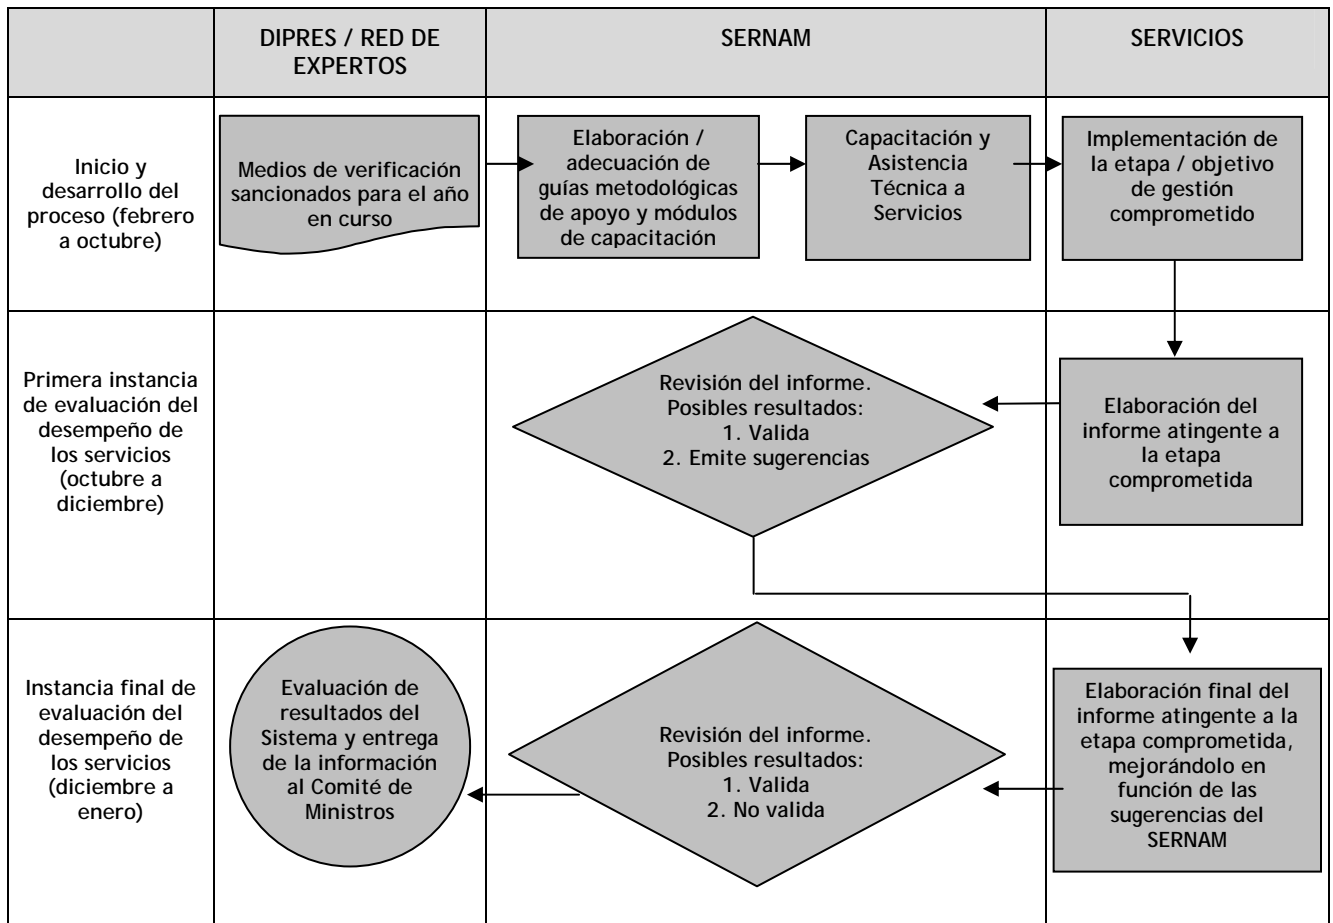 DIPRES / RED DE
EXPERTOS
SERNAM
SERVICIOS
Inicio y
desarrollo del
proceso (febrero
a octubre)
Medios de verificación
sancionados para el año
en curso
Elaboración /
adecuación de
guías metodológicas
de apoyo y módulos
de capacitación
Capacitación y
Asistencia
Técnica a
Servicios
Implementación de
la etapa / objetivo
de gestión
comprometido
Primera instancia
de evaluación del
desempeño de
los servicios
(octubre a
diciembre)
Revisión del informe.
Posibles resultados:
1. Valida
2. Emite sugerencias
Elaboración del
informe atingente a
la etapa
comprometida
Instancia final de
evaluación del
desempeño de
los servicios
(diciembre a
enero)
Evaluación de
resultados del
Sistema y entrega
de la información
al Comité de
Ministros
Revisión del informe.
Posibles resultados:
1. Valida
2. No valida
Elaboración final del
informe atingente a la
etapa comprometida,
mejorándolo en
función de las
sugerencias del
SERNAM